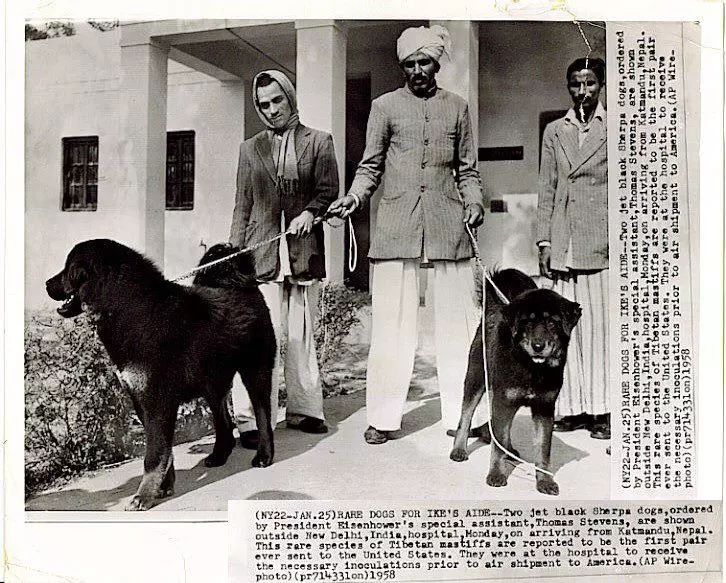 (NY22-JAN.25)RARE DOGS FOR IKE'S AIDE--Two jet black Sherpa dogs,ordered
by President Eisenhower's special assistant,Thomas Stevens, are shown
outside New Delhi,India,hospital,Monday,on arriving from Katmandu,Nepal.
This rare species of Tibetan mastiffs are reported to be the first pair
ever sent to the United States. They were at the hospital to receive
the necessary inoculations prior to air shipment to America.(AP Wire-
photo)(pr71433lon)1958
(NY22-JAN.25)RARE DOGS FOR IKE'S AIDE--Two jet black Sherpa dogs,ordered
by President Eisenhower's special assistant,Thomas Stevens, are shown
outside New Delhi,India,hospital,Monday,on arriving from Katmandu,Nepal.
This rare species of Tibetan mastiffs are reported to be the first pair
ever sent to the United States. They were at the hospital to receive
the necessary inoculations prior to air shipment to America.(AP Wire-
photo)(pr71433lon)1958